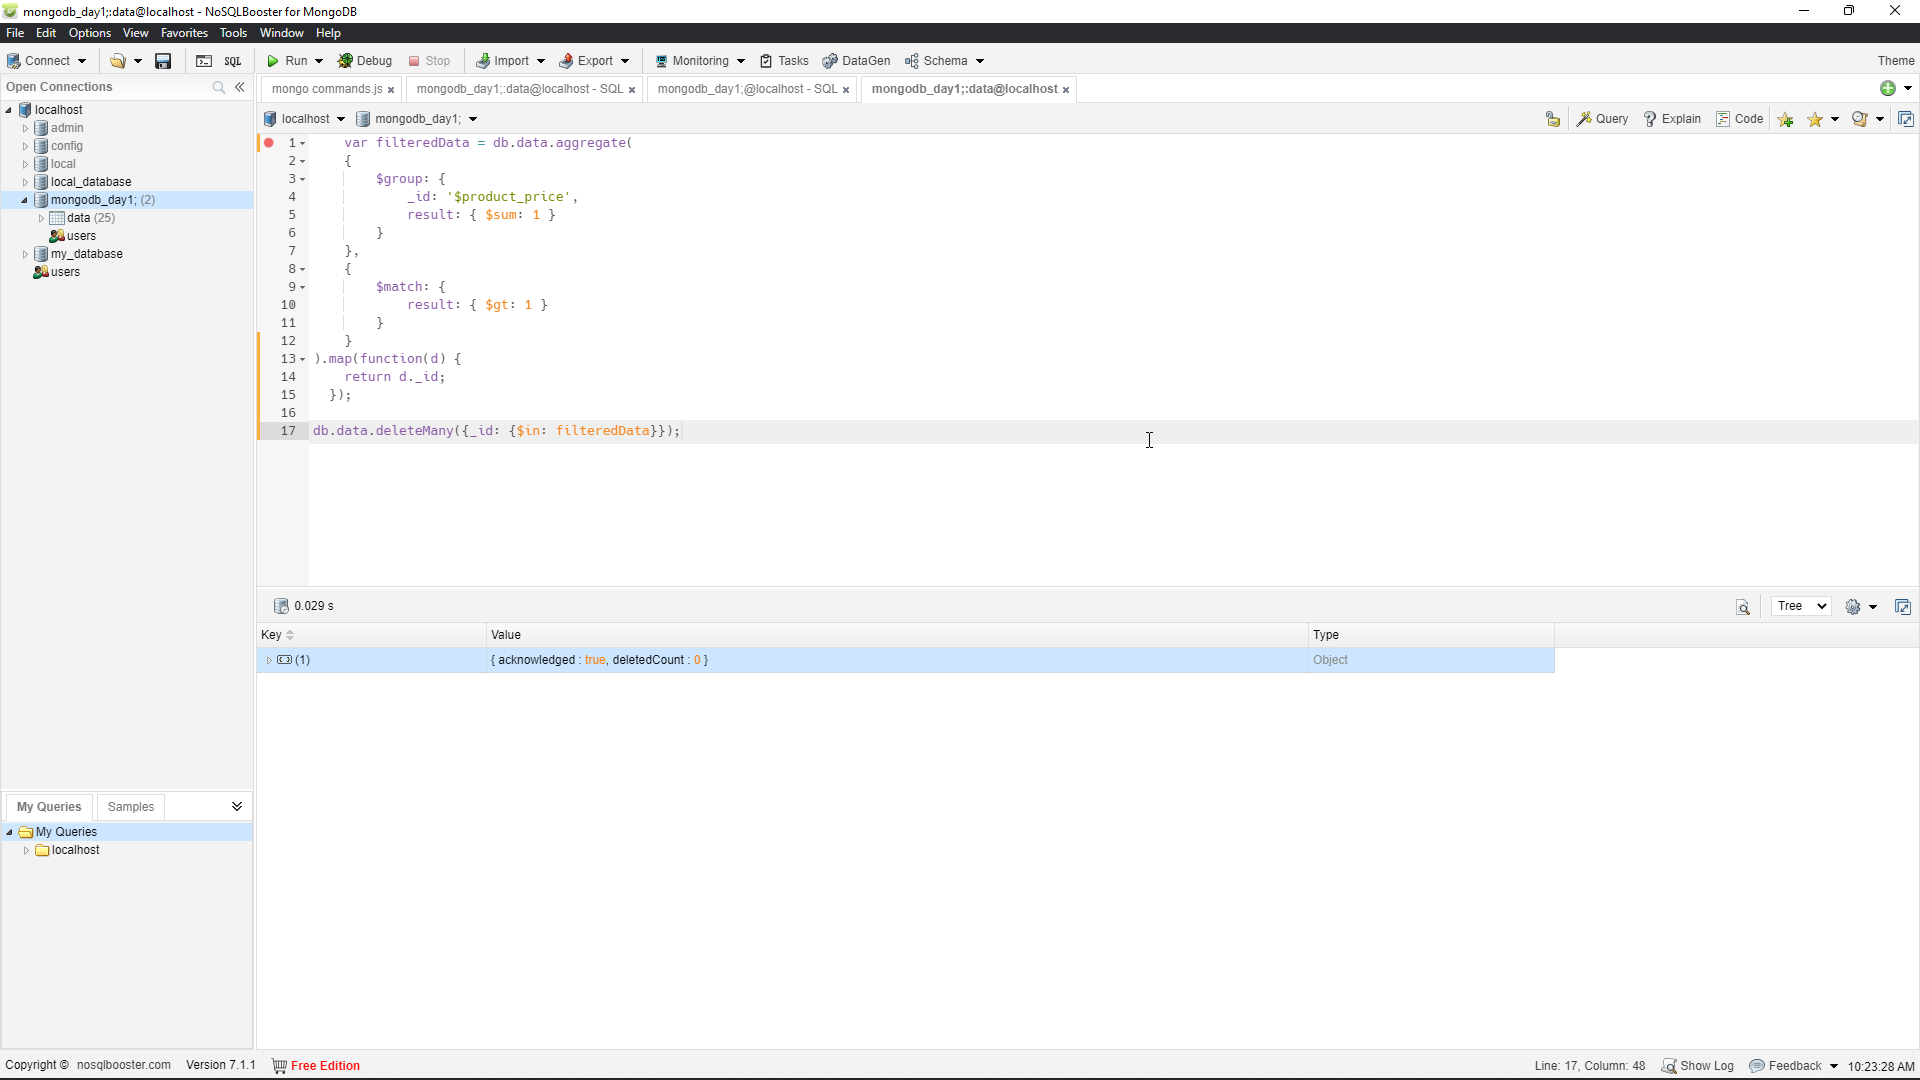 mongodb_day1;:data@localhost - NoSQLBooster for MongoDB
File Edit Options View Favorites Tools Window Help
Connect SQL Run Debug Stop Import Export Monitoring Tasks DataGen Schema Theme
Open Connections
localhost
admin
config
local
local_database
mongodb_day1; (2)
data (25)
users
my_database
users
mongo commands.js mongodb_day1;:data@localhost - SQL mongodb_day1;@localhost - SQL mongodb_day1;:data@localhost
localhost mongodb_day1; Query Explain Code
1 var filteredData = db.data.aggregate(
2 {
3 $group: {
4 _id: '$product_price',
5 result: { $sum: 1 }
6 }
7 },
8 {
9 $match: {
10 result: { $gt: 1 }
11 }
12 }
13 ).map(function(d) {
14 return d._id;
15 });
16
17 db.data.deleteMany({_id: {$in: filteredData}});
0.029 s Tree
Key Value Type
(1) { acknowledged : true, deletedCount : 0 } Object
My Queries Samples
My Queries
localhost
Copyright © nosqlbooster.com Version 7.1.1 Free Edition Line: 17, Column: 48 Show Log Feedback 10:23:28 AM